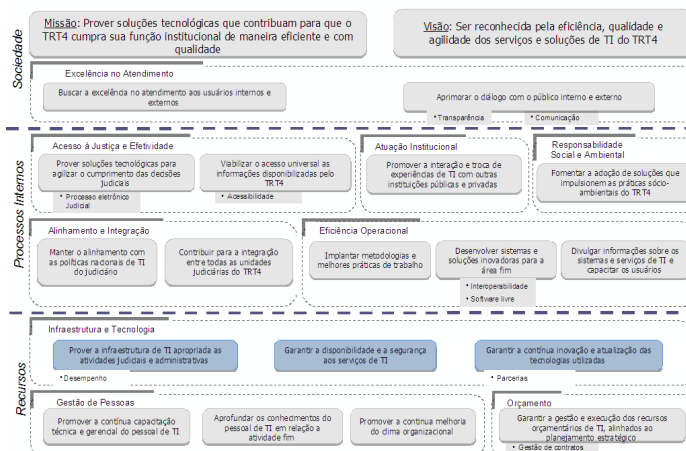 Missão: Prover soluções tecnológicas que contribuam para que o
TRT4 cumpra sua função institucional de maneira eficiente e com
qualidade
Visão: Ser reconhecida pela eficiência, qualidade e
agilidade dos serviços e soluções de TI do TRT4
Sociedade
Excelência no Atendimento
Buscar a excelência no atendimento aos usuários internos e
externos
Aprimorar o diálogo com o público interno e externo
• Transparência
• Comunicação
Processos Internos
Acesso à Justiça e Efetividade
Prover soluções tecnológicas para
agilizar o cumprimento das decisões
judiciais
• Processo eletrônico
Judicial
Viabilizar o acesso universal as
informações disponibilizadas pelo
TRT4
• Acessibilidade
Atuação Institucional
Promover a interação e troca de
experiências de TI com outras
instituições públicas e privadas
Responsabilidade
Social e Ambiental
Fomentar a adoção de soluções que
impulsionem as práticas sócio-
ambientais do TRT4
Alinhamento e Integração
Manter o alinhamento com
as políticas nacionais de TI
do judiciário
Contribuir para a integração
entre todas as unidades
judiciárias do TRT4
Eficiência Operacional
Implantar metodologias e
melhores práticas de trabalho
Desenvolver sistemas e
soluções inovadoras para a
área fim
• Interoperabilidade
• Software livre
Divulgar informações sobre os
sistemas e serviços de TI e
capacitar os usuários
Recursos
Infraestrutura e Tecnologia
Prover a infraestrutura de TI apropriada as
atividades judiciais e administrativas
• Desempenho
Garantir a disponibilidade e a segurança
aos serviços de TI
Garantir a contínua inovação e atualização das
tecnologias utilizadas
• Parcerias
Gestão de Pessoas
Promover a contínua capacitação
técnica e gerencial do pessoal de TI
Aprofundar os conhecimentos do
pessoal de TI em relação a
atividade fim
Promover a contínua melhoria
do clima organizacional
Orçamento
Garantir a gestão e execução dos recursos
orçamentários de TI, alinhados ao
planejamento estratégico
• Gestão de contratos